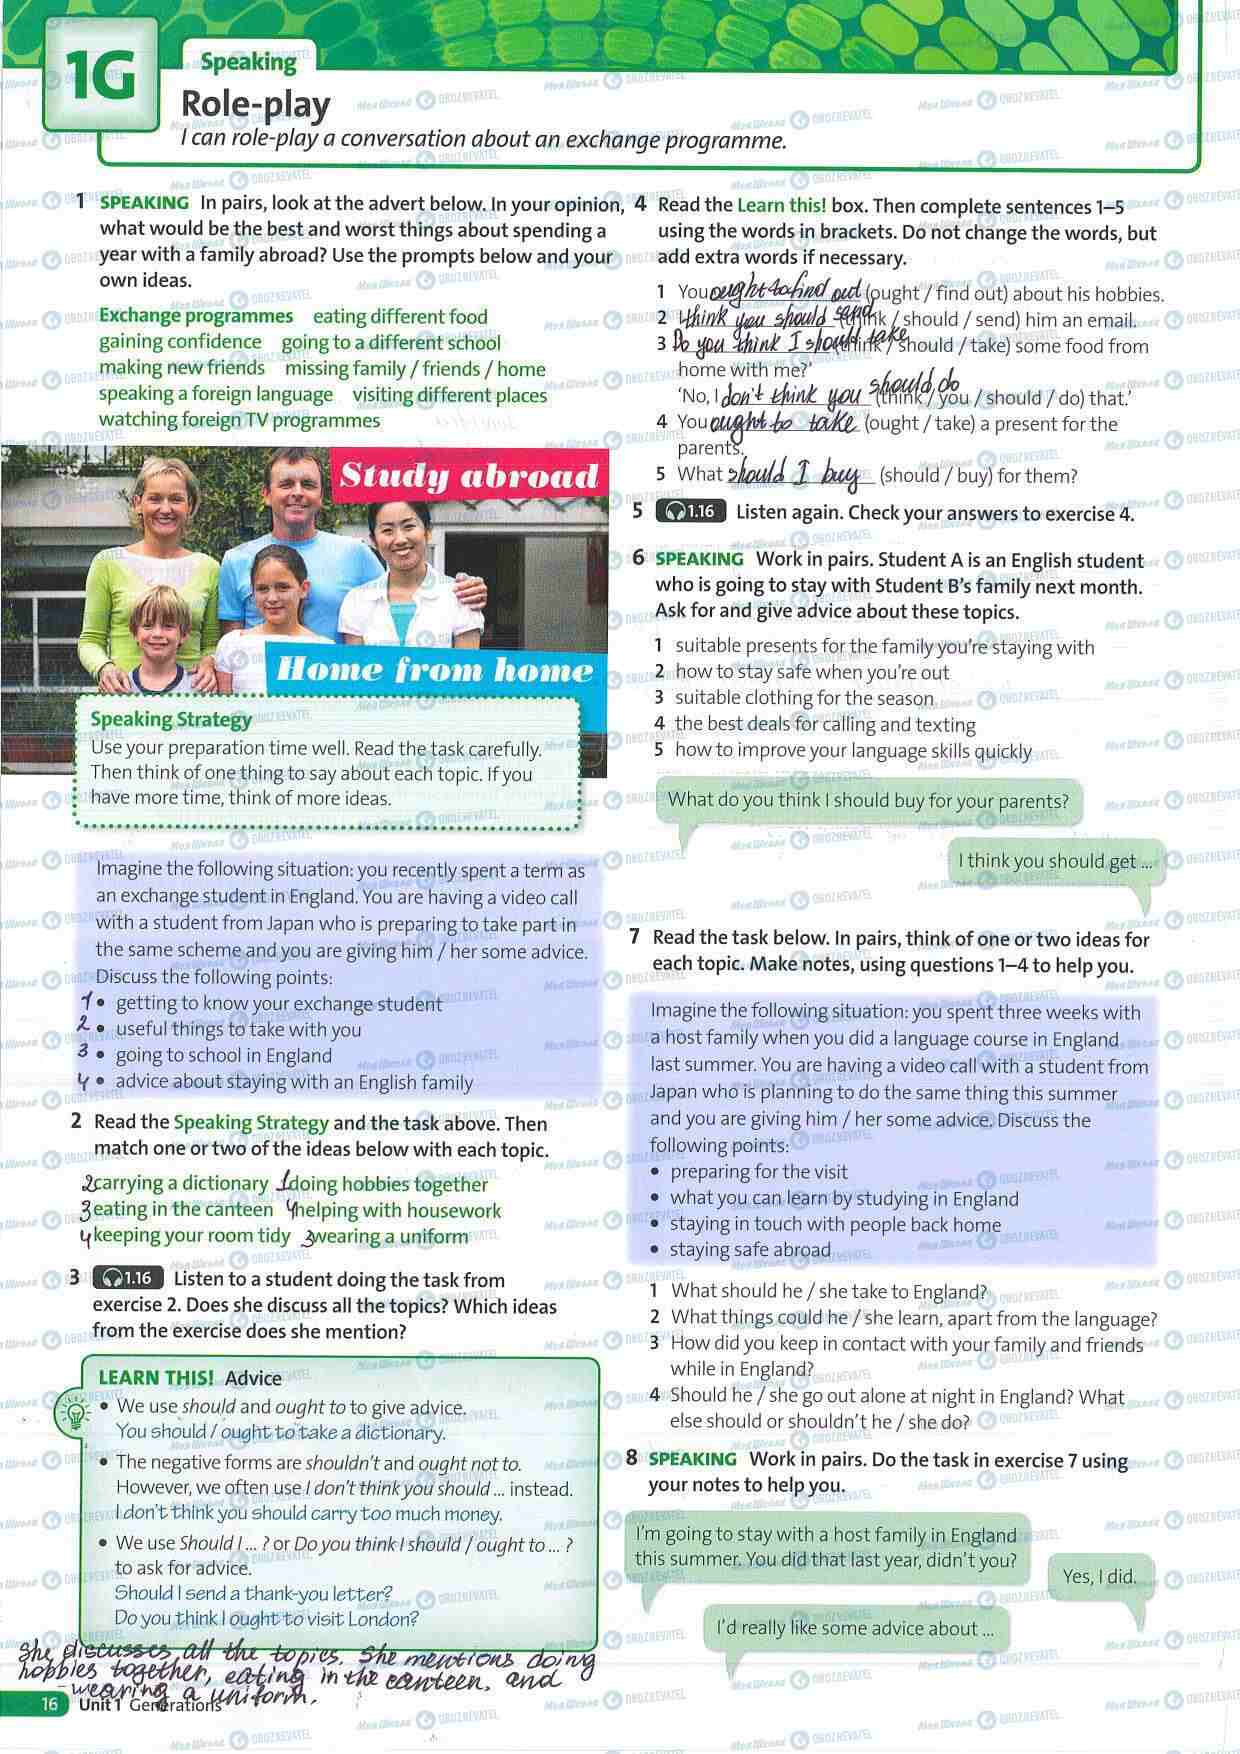 1G
Speaking
Role-play
I can role-play a conversation about an exchange programme.
1 SPEAKING In pairs, look at the advert below. In your opinion,
what would be the best and worst things about spending a
year with a family abroad? Use the prompts below and your
own ideas.
Exchange programmes eating different food
gaining confidence going to a different school
making new friends missing family / friends / home
speaking a foreign language visiting different places
watching foreign TV programmes
Study abroad
Home from home
Speaking Strategy
Use your preparation time well. Read the task carefully.
Then think of one thing to say about each topic. If you
have more time, think of more ideas.
Imagine the following situation: you recently spent a term as
an exchange student in England. You are having a video call
with a student from Japan who is preparing to take part in
the same scheme and you are giving him / her some advice.
Discuss the following points:
1 • getting to know your exchange student
2 • useful things to take with you
3 • going to school in England
4 • advice about staying with an English family
2 Read the Speaking Strategy and the task above. Then
match one or two of the ideas below with each topic.
2 carrying a dictionary 1 doing hobbies together
3 eating in the canteen 4 helping with housework
4 keeping your room tidy 3 wearing a uniform
3 1.16 Listen to a student doing the task from
exercise 2. Does she discuss all the topics? Which ideas
from the exercise does she mention?
LEARN THIS! Advice
• We use should and ought to to give advice.
You should / ought to take a dictionary.
• The negative forms are shouldn't and ought not to.
However, we often use I don't think you should ... instead.
I don't think you should carry too much money.
• We use Should I ... ? or Do you think I should / ought to ... ?
to ask for advice.
Should I send a thank-you letter?
Do you think I ought to visit London?
She discusses all the topics. She mentions doing
hobbies together, eating in the canteen, and
wearing a uniform.
16 Unit 1 Generations
4 Read the Learn this! box. Then complete sentences 1–5
using the words in brackets. Do not change the words, but
add extra words if necessary.
1 You ought to find out (ought / find out) about his hobbies.
2 I think you should send (think / should / send) him an email.
3 Do you think I should take (think / should / take) some food from
home with me?'
'No, I don't think you should do (think / you / should / do) that.'
4 You ought to take (ought / take) a present for the
parents.
5 What should I buy (should / buy) for them?
5 1.16 Listen again. Check your answers to exercise 4.
6 SPEAKING Work in pairs. Student A is an English student
who is going to stay with Student B's family next month.
Ask for and give advice about these topics.
1 suitable presents for the family you're staying with
2 how to stay safe when you're out
3 suitable clothing for the season
4 the best deals for calling and texting
5 how to improve your language skills quickly
What do you think I should buy for your parents?
I think you should get ...
7 Read the task below. In pairs, think of one or two ideas for
each topic. Make notes, using questions 1–4 to help you.
Imagine the following situation: you spent three weeks with
a host family when you did a language course in England
last summer. You are having a video call with a student from
Japan who is planning to do the same thing this summer
and you are giving him / her some advice. Discuss the
following points:
• preparing for the visit
• what you can learn by studying in England
• staying in touch with people back home
• staying safe abroad
1 What should he / she take to England?
2 What things could he / she learn, apart from the language?
3 How did you keep in contact with your family and friends
while in England?
4 Should he / she go out alone at night in England? What
else should or shouldn't he / she do?
8 SPEAKING Work in pairs. Do the task in exercise 7 using
your notes to help you.
I'm going to stay with a host family in England
this summer. You did that last year, didn't you?
Yes, I did.
I'd really like some advice about ...